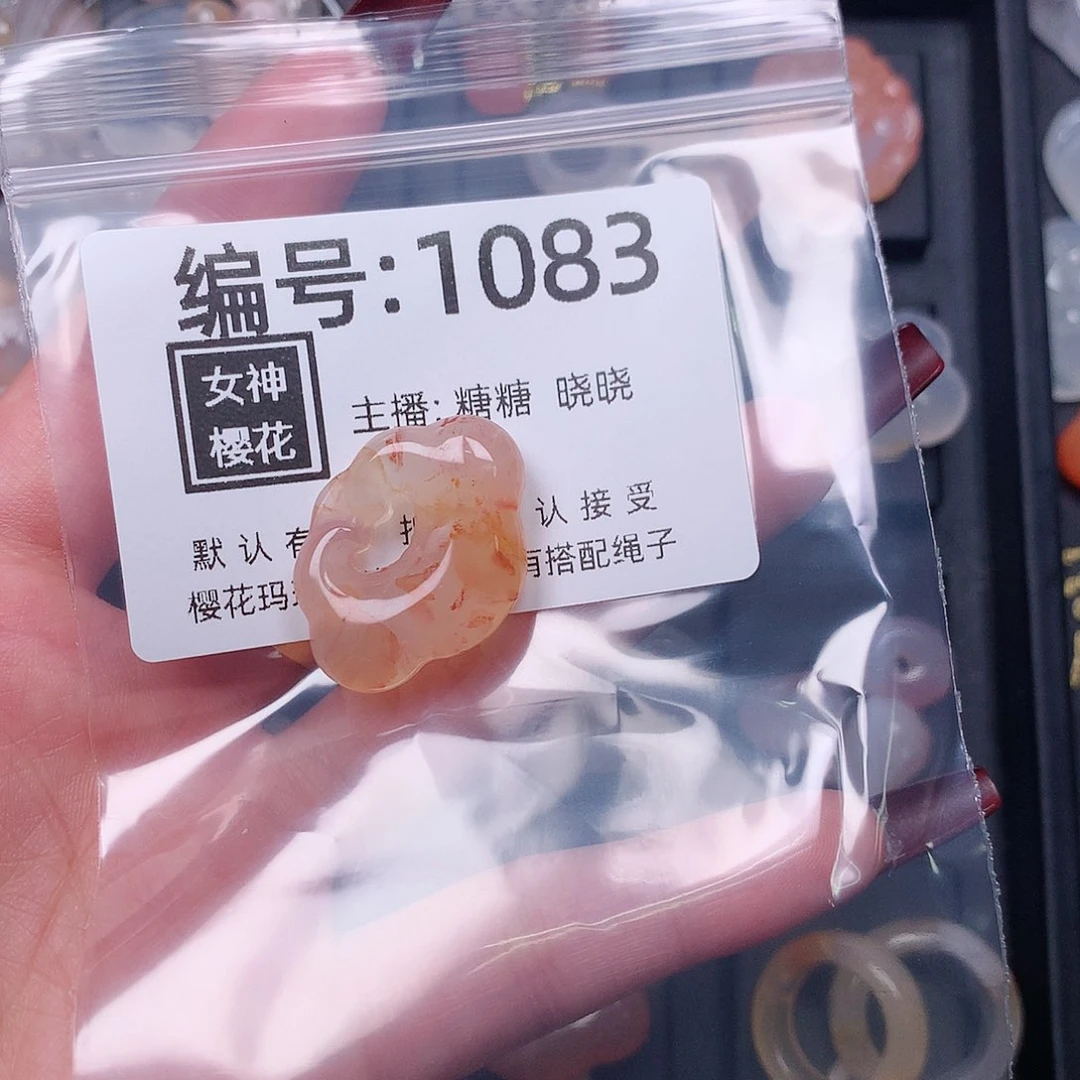 编号:1083
女神
樱花
主播: 糖糖 晓晓
默认有 认接受
樱花玛 有搭配绳子